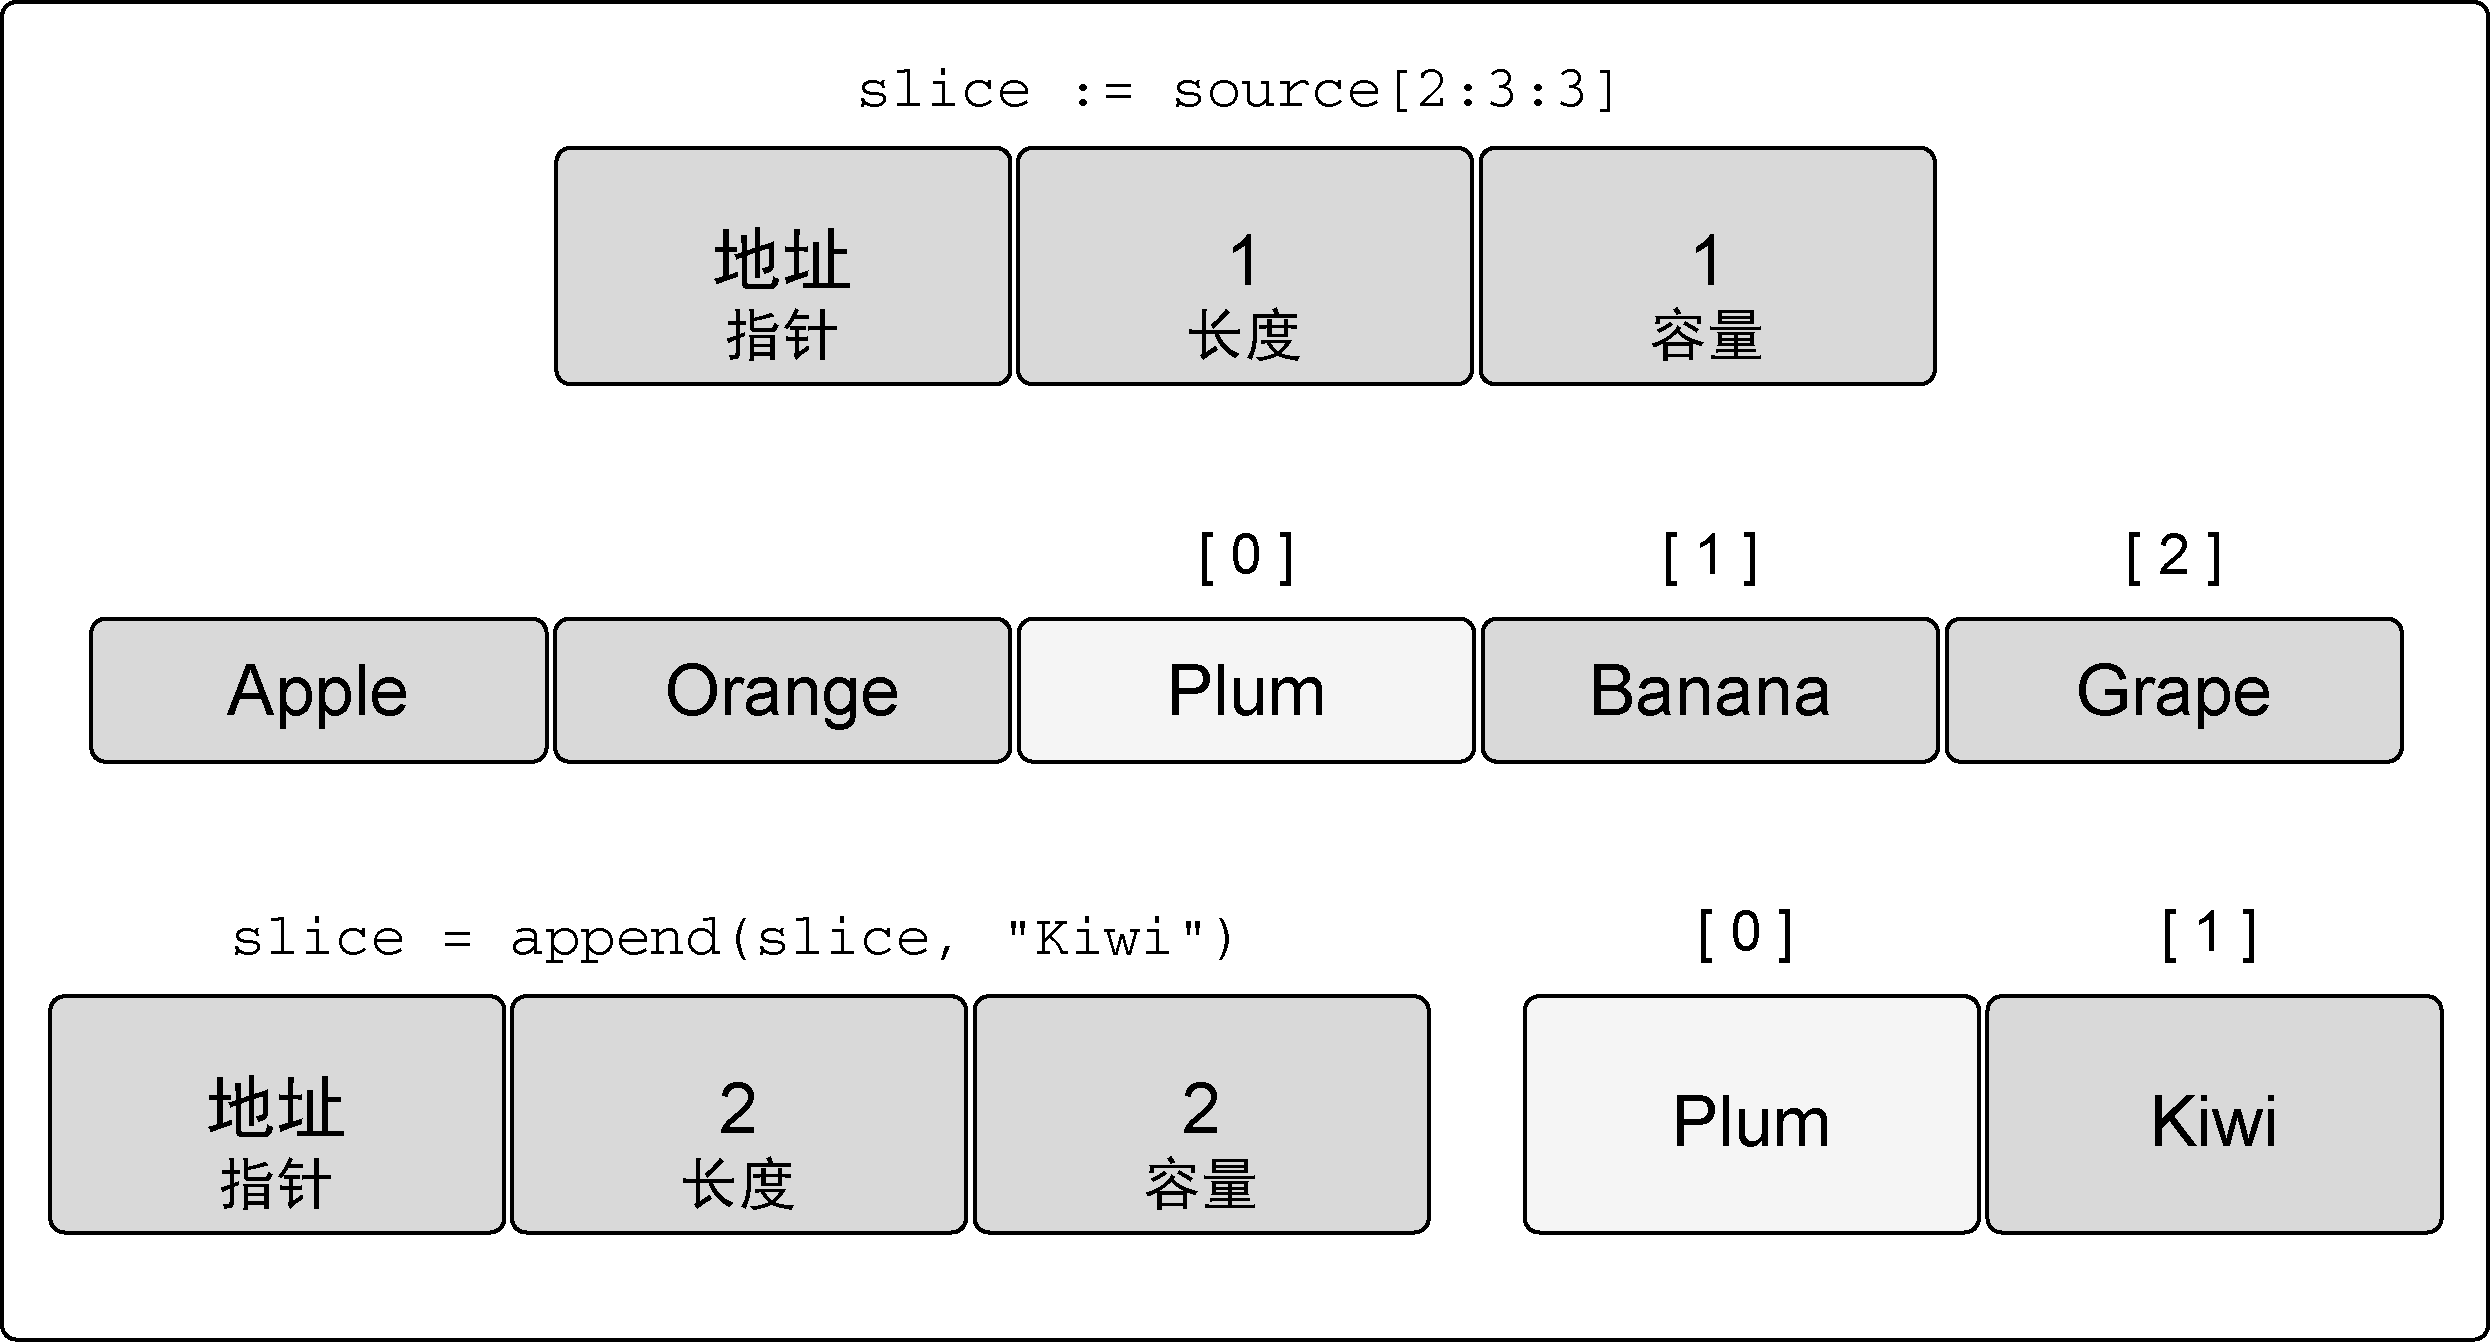 slice := source[2:3:3]
地址 1 1
指针 长度 容量
[0] [1] [2]
Apple Orange Plum Banana Grape
slice = append(slice, "Kiwi") [0] [1]
地址 2 2 Plum Kiwi
指针 长度 容量